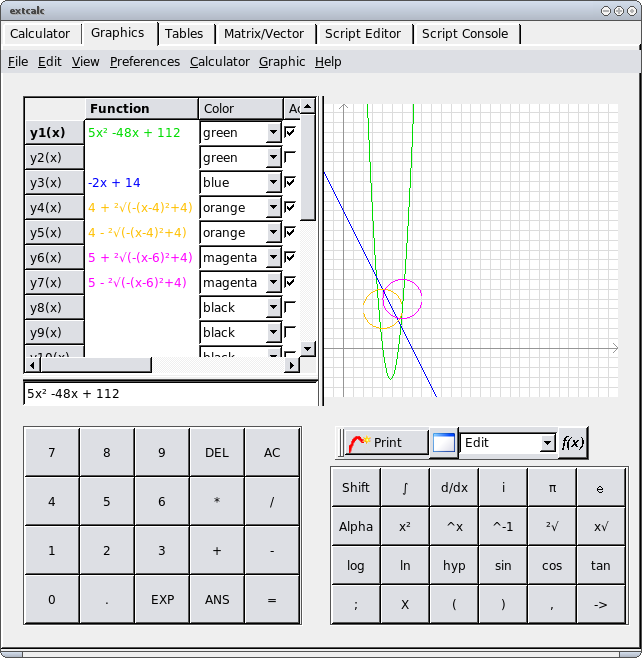 extcalc
Calculator Graphics Tables Matrix/Vector Script Editor Script Console
File Edit View Preferences Calculator Graphic Help
Function Color
y1(x) 5x² -48x + 112 green
y2(x) green
y3(x) -2x + 14 blue
y4(x) 4 + ²√(-(x-4)²+4) orange
y5(x) 4 - ²√(-(x-4)²+4) orange
y6(x) 5 + ²√(-(x-6)²+4) magenta
y7(x) 5 - ²√(-(x-6)²+4) magenta
y8(x) black
y9(x) black
y10(x) black
5x² -48x + 112
Print Edit f(x)
7 8 9 DEL AC
4 5 6 * /
1 2 3 + -
0 . EXP ANS =
Shift ∫ d/dx i π e
Alpha x² ^x ^-1 ²√ x√
log ln hyp sin cos tan
; X ( ) , ->